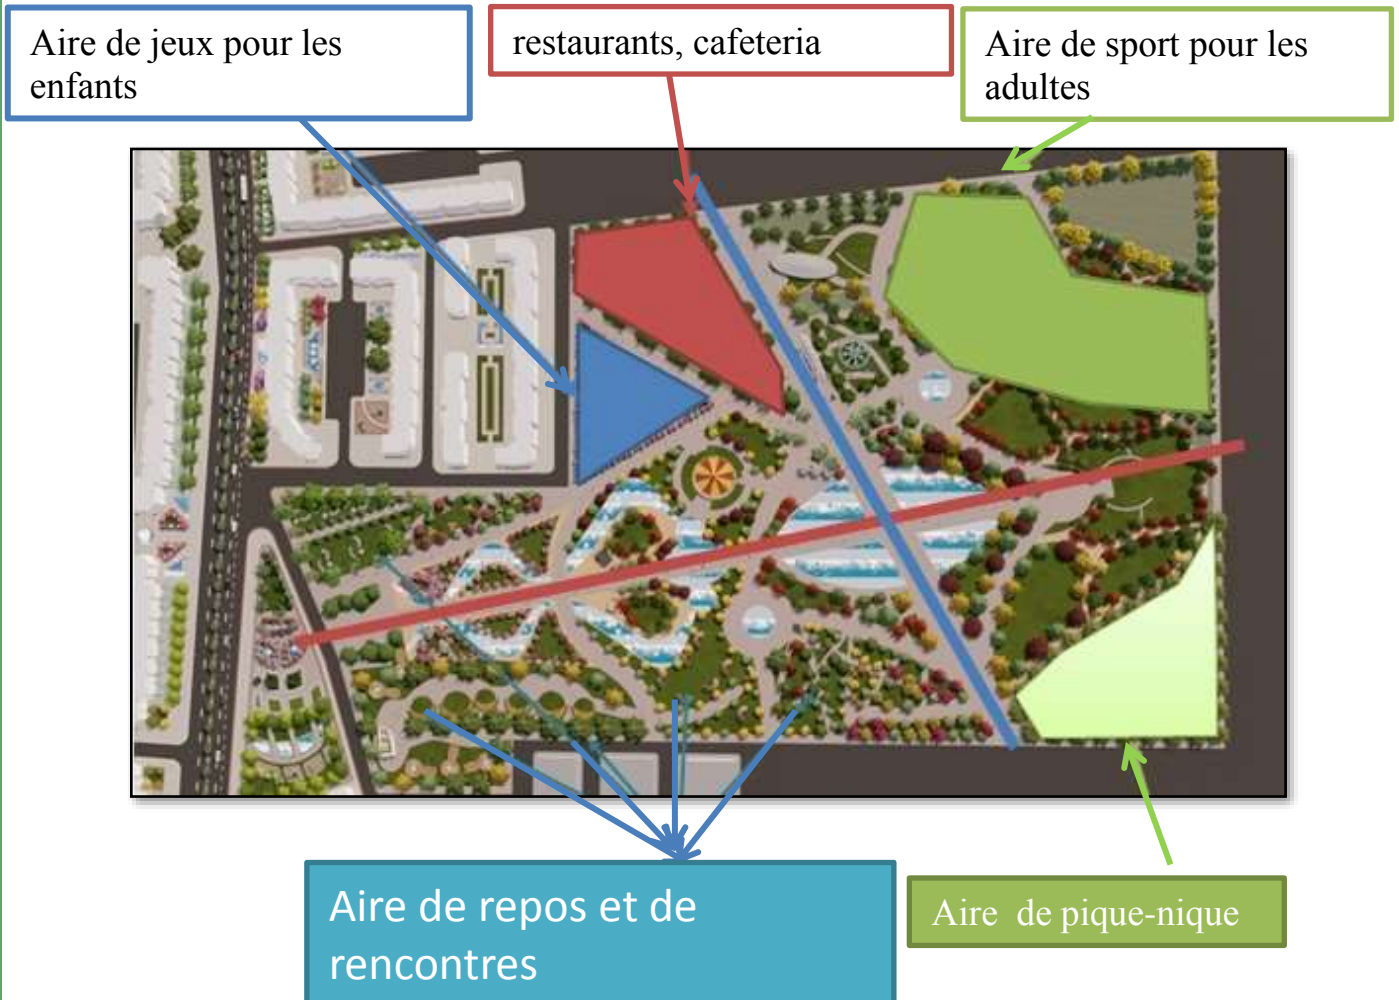 Aire de jeux pour les
enfants
restaurants, cafeteria
Aire de sport pour les
adultes
Aire de repos et de
rencontres
Aire  de pique-nique